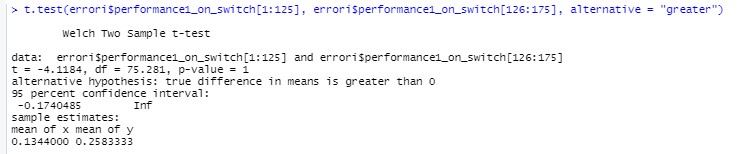 > t.test(errori$performance1_on_switch[1:125], errori$performance1_on_switch[126:175], alternative = "greater")
Welch Two Sample t-test
data:  errori$performance1_on_switch[1:125] and errori$performance1_on_switch[126:175]
t = -4.1184, df = 75.281, p-value = 1
alternative hypothesis: true difference in means is greater than 0
95 percent confidence interval:
-0.1740485        Inf
sample estimates:
mean of x mean of y
0.1344000 0.2583333